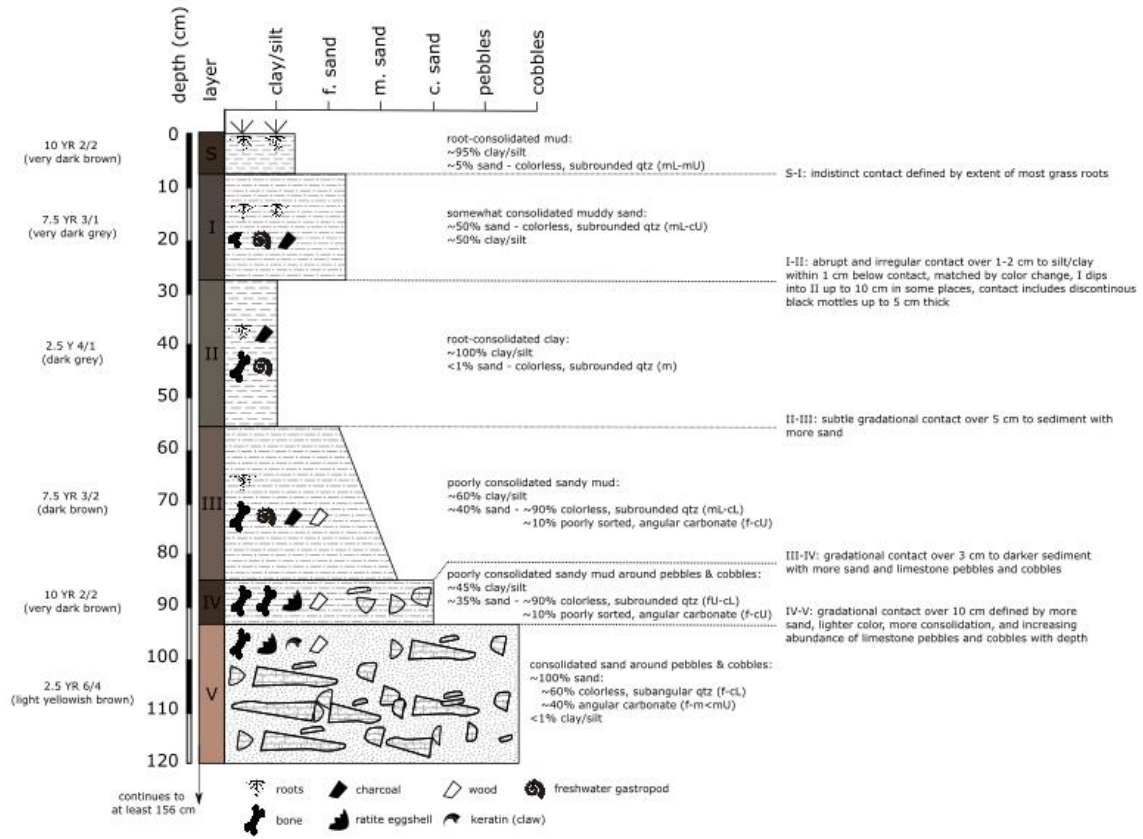 depth (cm)
layer
clay/silt
f. sand
m. sand
c. sand
pebbles
cobbles
0
10
20
30
40
50
60
70
80
90
100
110
120
10 YR 2/2
(very dark brown)
S
root-consolidated mud:
~95% clay/silt
~5% sand - colorless, subrounded qtz (mL-mU)
S-I: indistinct contact defined by extent of most grass roots
7.5 YR 3/1
(very dark grey)
I
somewhat consolidated muddy sand:
~50% sand - colorless, subrounded qtz (mL-cU)
~50% clay/silt
I-II: abrupt and irregular contact over 1-2 cm to silt/clay
within 1 cm below contact, matched by color change, I dips
into II up to 10 cm in some places, contact includes discontinous
black mottles up to 5 cm thick
2.5 Y 4/1
(dark grey)
II
root-consolidated clay:
~100% clay/silt
<1% sand - colorless, subrounded qtz (m)
II-III: subtle gradational contact over 5 cm to sediment with
more sand
7.5 YR 3/2
(dark brown)
III
poorly consolidated sandy mud:
~60% clay/silt
~40% sand - ~90% colorless, subrounded qtz (mL-cL)
~10% poorly sorted, angular carbonate (f-cU)
III-IV: gradational contact over 3 cm to darker sediment
with more sand and limestone pebbles and cobbles
10 YR 2/2
(very dark brown)
IV
poorly consolidated sandy mud around pebbles & cobbles:
~45% clay/silt
~35% sand - ~90% colorless, subrounded qtz (fU-cL)
~10% poorly sorted, angular carbonate (f-cU)
IV-V: gradational contact over 10 cm defined by more
sand, lighter color, more consolidation, and increasing
abundance of limestone pebbles and cobbles with depth
2.5 YR 6/4
(light yellowish brown)
V
consolidated sand around pebbles & cobbles:
~100% sand:
~60% colorless, subangular qtz (f-cL)
~40% angular carbonate (f-m<mU)
<1% clay/silt
continues to
at least 156 cm
roots
charcoal
wood
freshwater gastropod
bone
ratite eggshell
keratin (claw)